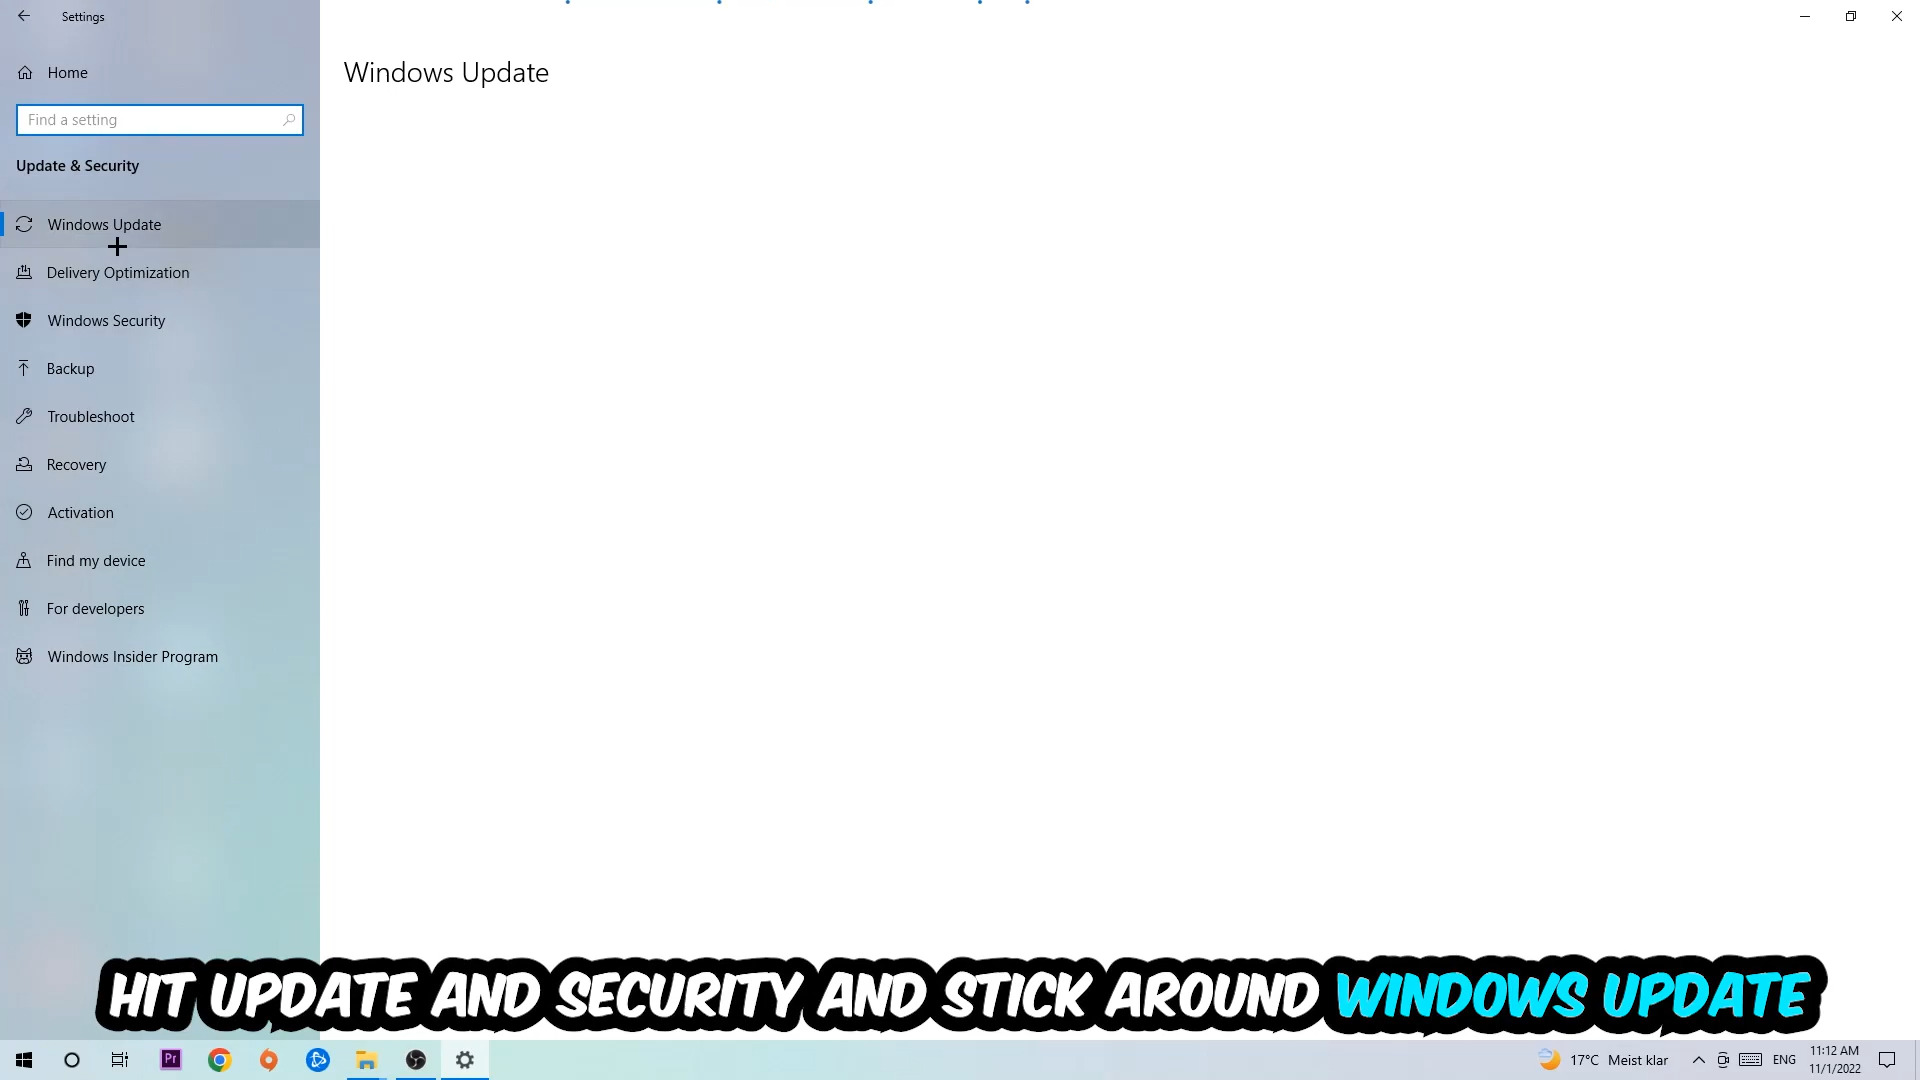 Settings
Home
Find a setting
Update & Security
Windows Update
Delivery Optimization
Windows Security
Backup
Troubleshoot
Recovery
Activation
Find my device
For developers
Windows Insider Program
Windows Update
HIT UPDATE AND SECURITY AND STICK AROUND WINDOWS UPDATE
Pr
17°C Meist klar
ENG
11:12 AM
11/1/2022